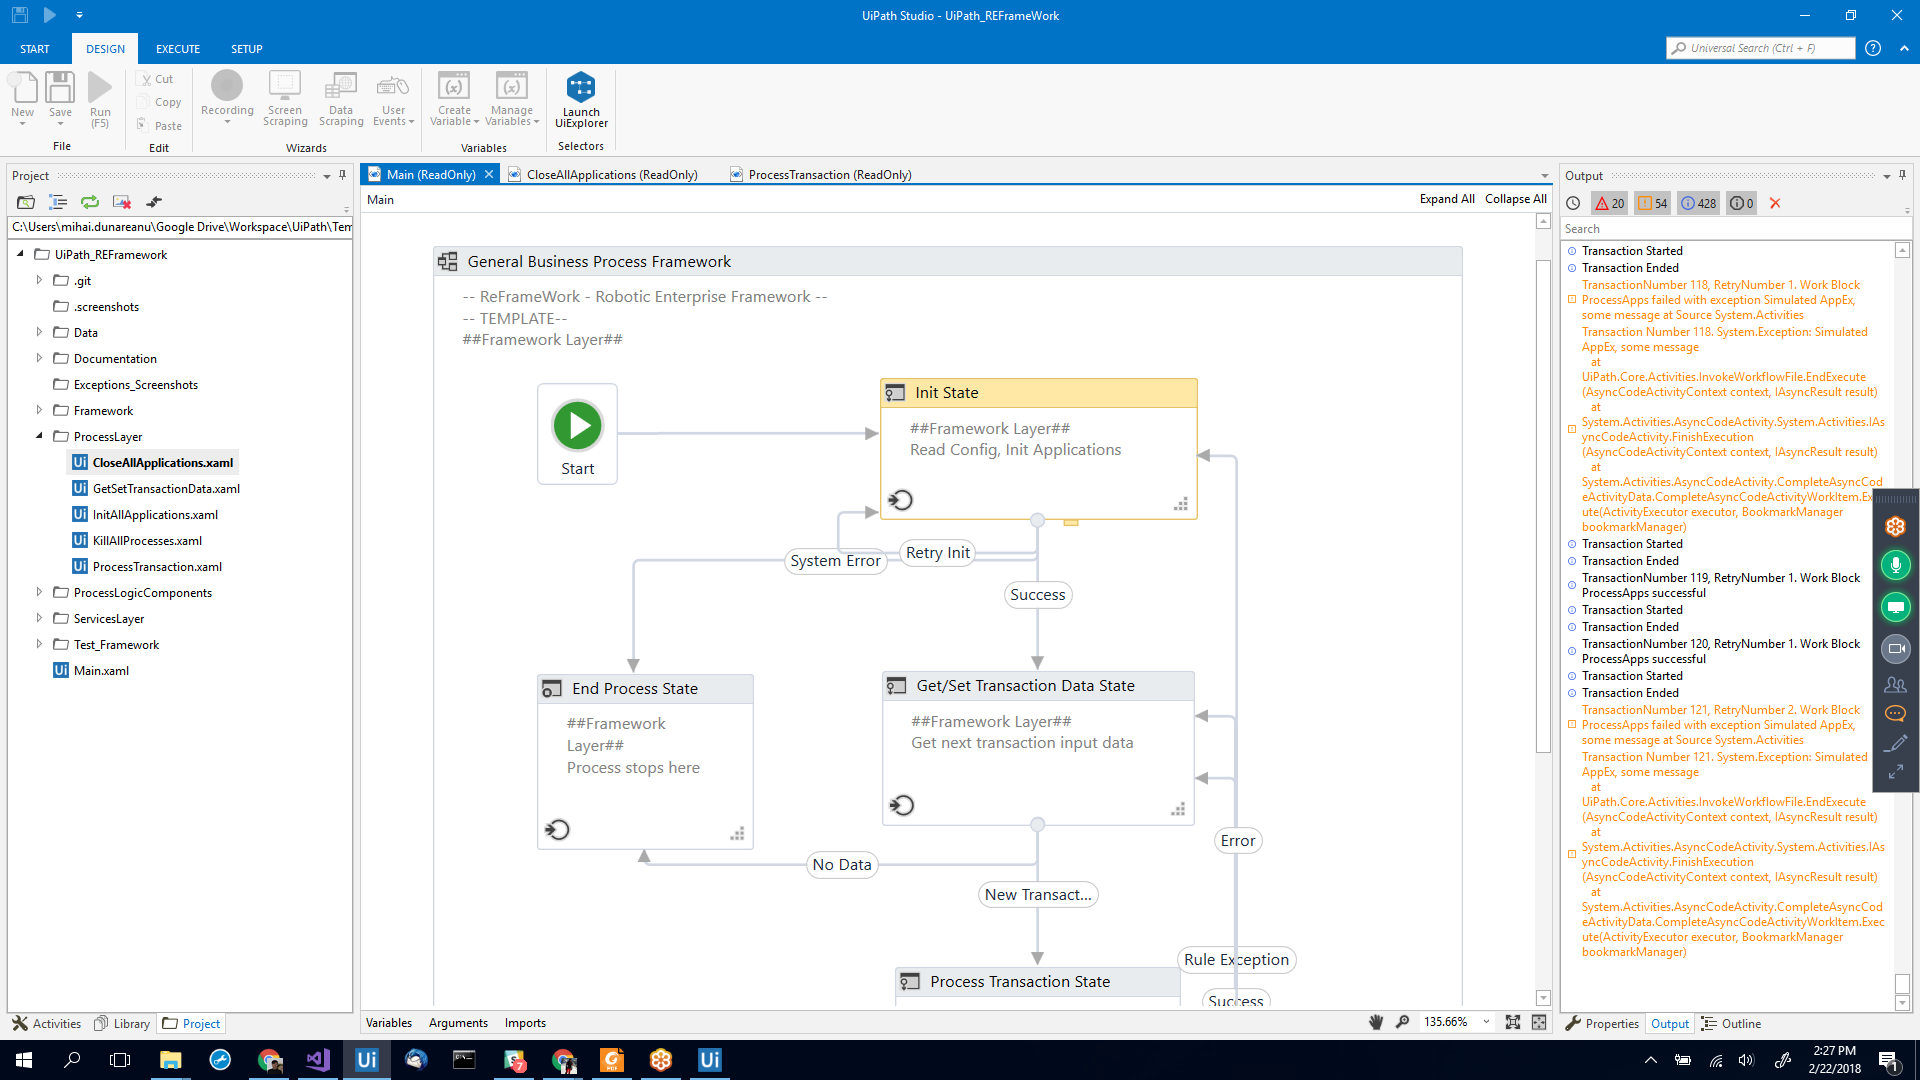 UiPath Studio - UiPath_REFrameWork
START
DESIGN
EXECUTE
SETUP
Universal Search (Ctrl + F)
New
Save
Run
(F5)
File
Cut
Copy
Paste
Edit
Recording
Screen
Scraping
Data
Scraping
User
Events
Wizards
Create
Variable
Manage
Variables
Variables
Launch
UiExplorer
Selectors
Project
C:\Users\mihai.dunareanu\Google Drive\Workspace\UiPath\Tem
UiPath_REFramework
.git
.screenshots
Data
Documentation
Exceptions_Screenshots
Framework
ProcessLayer
CloseAllApplications.xaml
GetSetTransactionData.xaml
InitAllApplications.xaml
KillAllProcesses.xaml
ProcessTransaction.xaml
ProcessLogicComponents
ServicesLayer
Test_Framework
Main.xaml
Activities
Library
Project
Main (ReadOnly)
CloseAllApplications (ReadOnly)
ProcessTransaction (ReadOnly)
Main
Expand All
Collapse All
General Business Process Framework
-- ReFrameWork - Robotic Enterprise Framework --
-- TEMPLATE--
##Framework Layer##
Start
Init State
##Framework Layer##
Read Config, Init Applications
System Error
Retry Init
Success
End Process State
##Framework
Layer##
Process stops here
Get/Set Transaction Data State
##Framework Layer##
Get next transaction input data
Error
No Data
New Transact...
Rule Exception
Process Transaction State
Success
Variables
Arguments
Imports
135.66%
Output
20
54
428
0
Search
Transaction Started
Transaction Ended
TransactionNumber 118, RetryNumber 1. Work Block
ProcessApps failed with exception Simulated AppEx,
some message at Source System.Activities
Transaction Number 118. System.Exception: Simulated
AppEx, some message
at
UiPath.Core.Activities.InvokeWorkflowFile.EndExecute
(AsyncCodeActivityContext context, IAsyncResult result)
at
System.Activities.AsyncCodeActivity.System.Activities.IAs
yncCodeActivity.FinishExecution
(AsyncCodeActivityContext context, IAsyncResult result)
at
System.Activities.AsyncCodeActivity.CompleteAsyncCod
eActivityData.CompleteAsyncCodeActivityWorkItem.Ex
ute(ActivityExecutor executor, BookmarkManager
bookmarkManager)
Transaction Started
Transaction Ended
TransactionNumber 119, RetryNumber 1. Work Block
ProcessApps successful
Transaction Started
Transaction Ended
TransactionNumber 120, RetryNumber 1. Work Block
ProcessApps successful
Transaction Started
Transaction Ended
TransactionNumber 121, RetryNumber 2. Work Block
ProcessApps failed with exception Simulated AppEx,
some message at Source System.Activities
Transaction Number 121. System.Exception: Simulated
AppEx, some message
at
UiPath.Core.Activities.InvokeWorkflowFile.EndExecute
(AsyncCodeActivityContext context, IAsyncResult result)
at
System.Activities.AsyncCodeActivity.System.Activities.IAs
yncCodeActivity.FinishExecution
(AsyncCodeActivityContext context, IAsyncResult result)
at
System.Activities.AsyncCodeActivity.CompleteAsyncCod
eActivityData.CompleteAsyncCodeActivityWorkItem.Exec
ute(ActivityExecutor executor, BookmarkManager
bookmarkManager)
Properties
Output
Outline
2:27 PM
2/22/2018